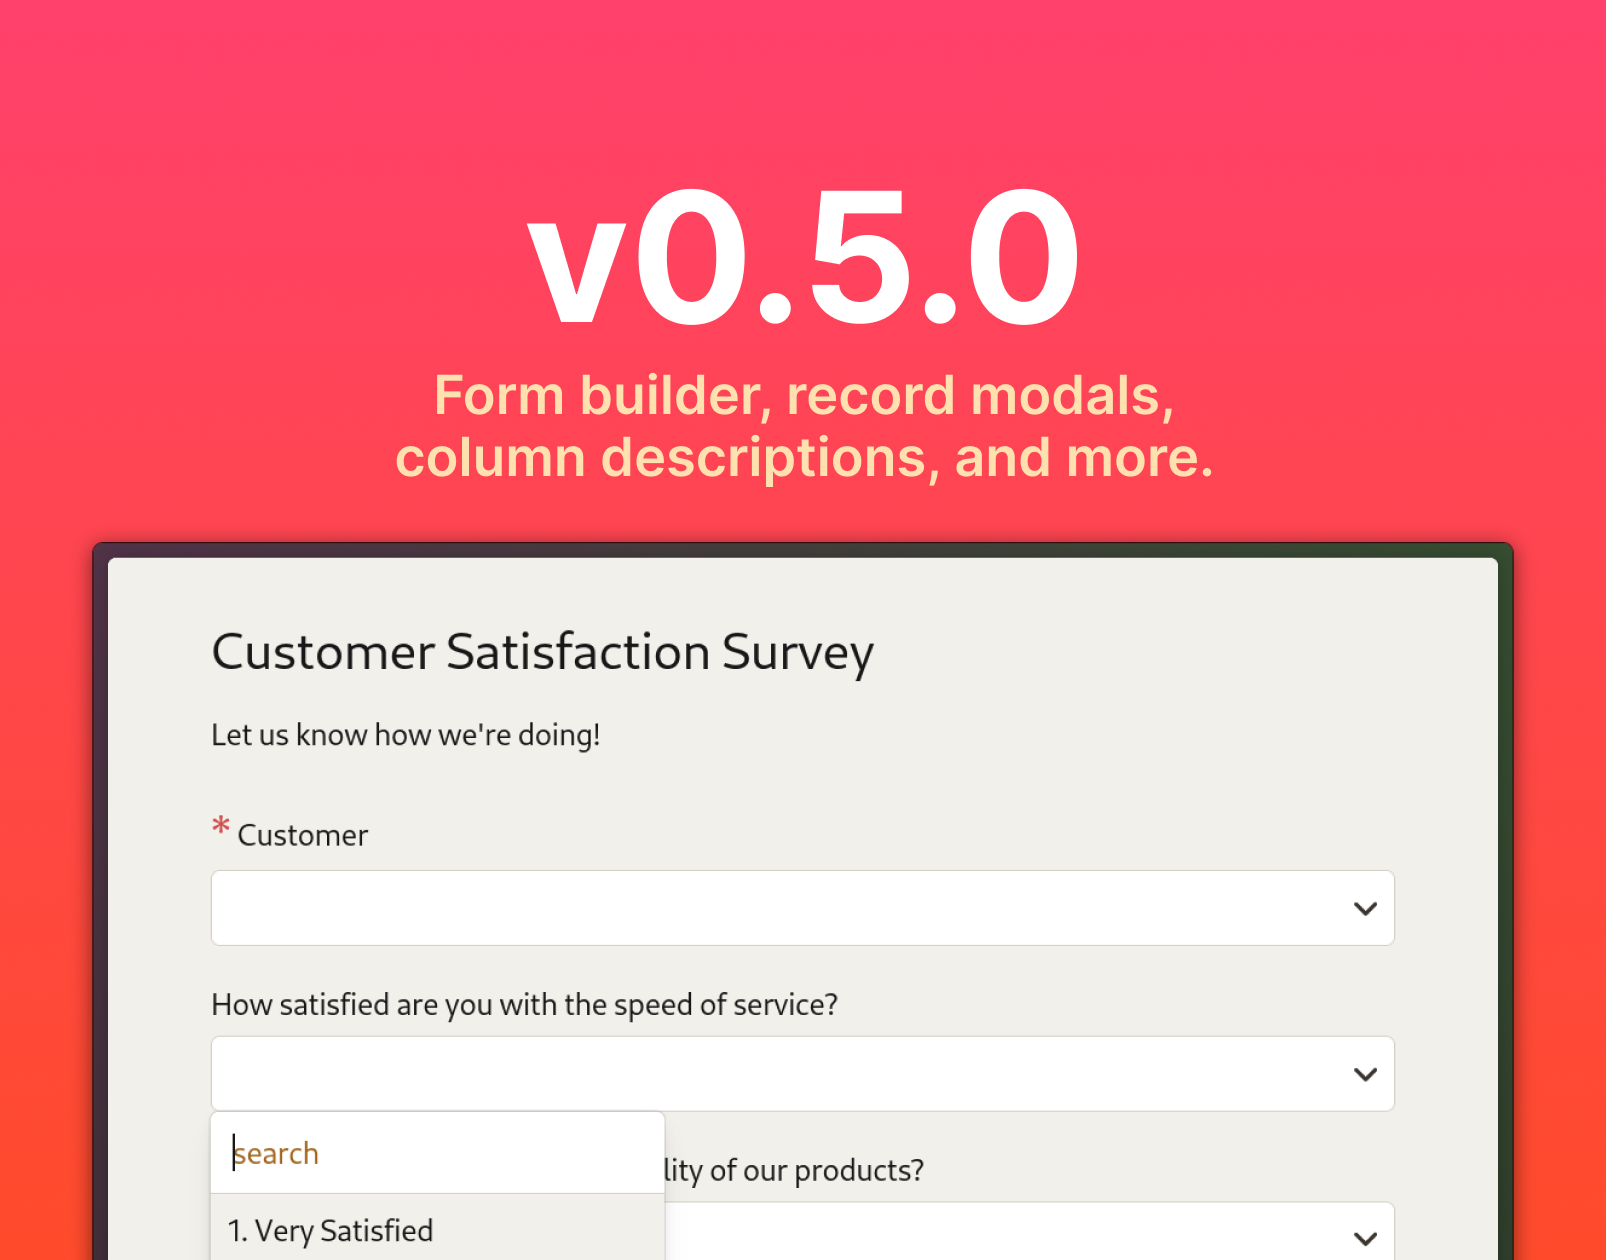 v0.5.0
Form builder, record modals,
column descriptions, and more.
Customer Satisfaction Survey
Let us know how we're doing!
* Customer
How satisfied are you with the speed of service?
search
lity of our products?
1. Very Satisfied